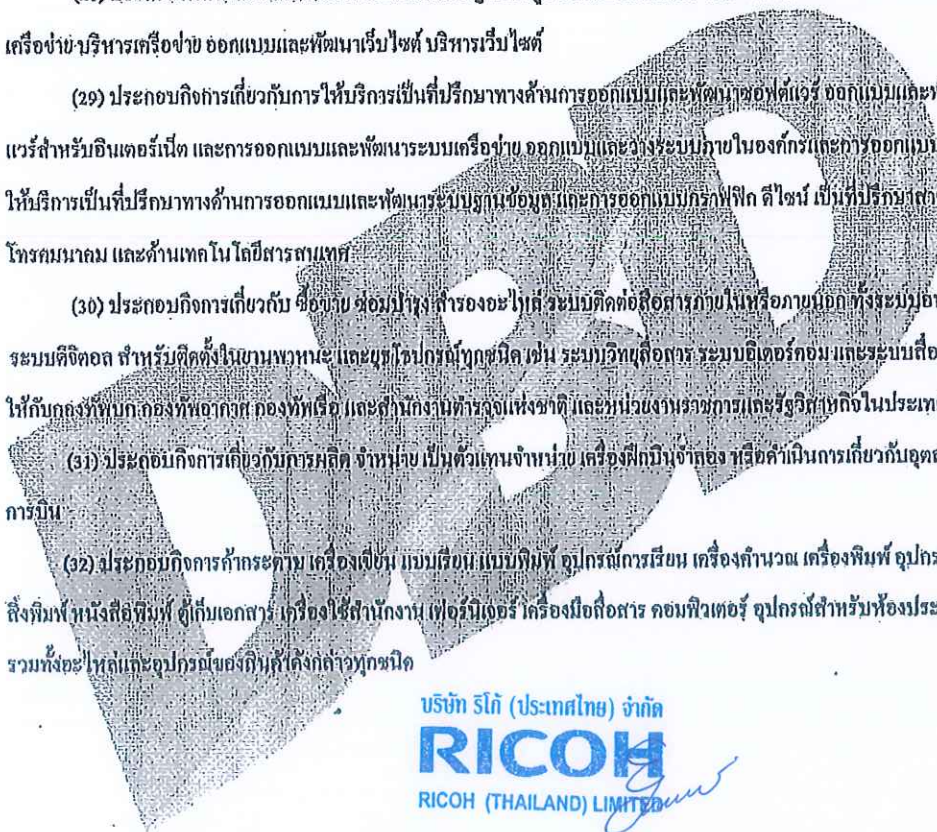 เครือข่าย บริหารเครือข่าย ออกแบบและพัฒนาเว็บไซต์ บริหารเว็บไซต์
(29) ประกอบกิจการเกี่ยวกับการให้บริการเป็นที่ปรึกษาทางด้านการออกแบบและพัฒนาซอฟต์แวร์ ออกแบบและ
แวร์สำหรับอินเตอร์เน็ต และการออกแบบและพัฒนาระบบเครือข่าย ออกแบบและวางระบบภายในองค์กรและการออกแบบ
ให้บริการเป็นที่ปรึกษาทางด้านการออกแบบและพัฒนาระบบฐานข้อมูล และการออกแบบกราฟฟิก ดีไซน์ เป็นที่ปรึกษา
โทรคมนาคม และด้านเทคโนโลยีสารสนเทศ
(30) ประกอบกิจการเกี่ยวกับ ซื้อขาย ซ่อมบำรุง สำรองอะไหล่ ระบบติดต่อสื่อสารภายในหรือภายนอก ทั้งระบบ
ระบบดิจิตอล สำหรับติดตั้งในยานพาหนะ และยุทโธปกรณ์ทุกชนิด เช่น ระบบวิทยุสื่อสาร ระบบอินเตอร์คอม และระบบ
ให้กับกองทัพบก กองทัพอากาศ กองทัพเรือ และสำนักงานตำรวจแห่งชาติ และหน่วยงานราชการและรัฐวิสาหกิจในประเทศ
(31) ประกอบกิจการเกี่ยวกับการผลิต จำหน่าย เป็นตัวแทนจำหน่าย เครื่องฝึกบินจำลอง หรือดำเนินการเกี่ยวกับ
การบิน
(32) ประกอบกิจการค้ากระดาษ เครื่องเขียน แบบเรียน แบบพิมพ์ อุปกรณ์การเรียน เครื่องคำนวณ เครื่องพิมพ์
สิ่งพิมพ์ หนังสือพิมพ์ ตู้เก็บเอกสาร เครื่องใช้สำนักงาน เฟอร์นิเจอร์ เครื่องมือสื่อสาร คอมพิวเตอร์ อุปกรณ์สำหรับห้อง
รวมทั้งอะไหล่และอุปกรณ์ของสินค้าดังกล่าวทุกชนิด
DBD
บริษัท ริโก้ (ประเทศไทย) จำกัด
RICOH
RICOH (THAILAND) LIMITED